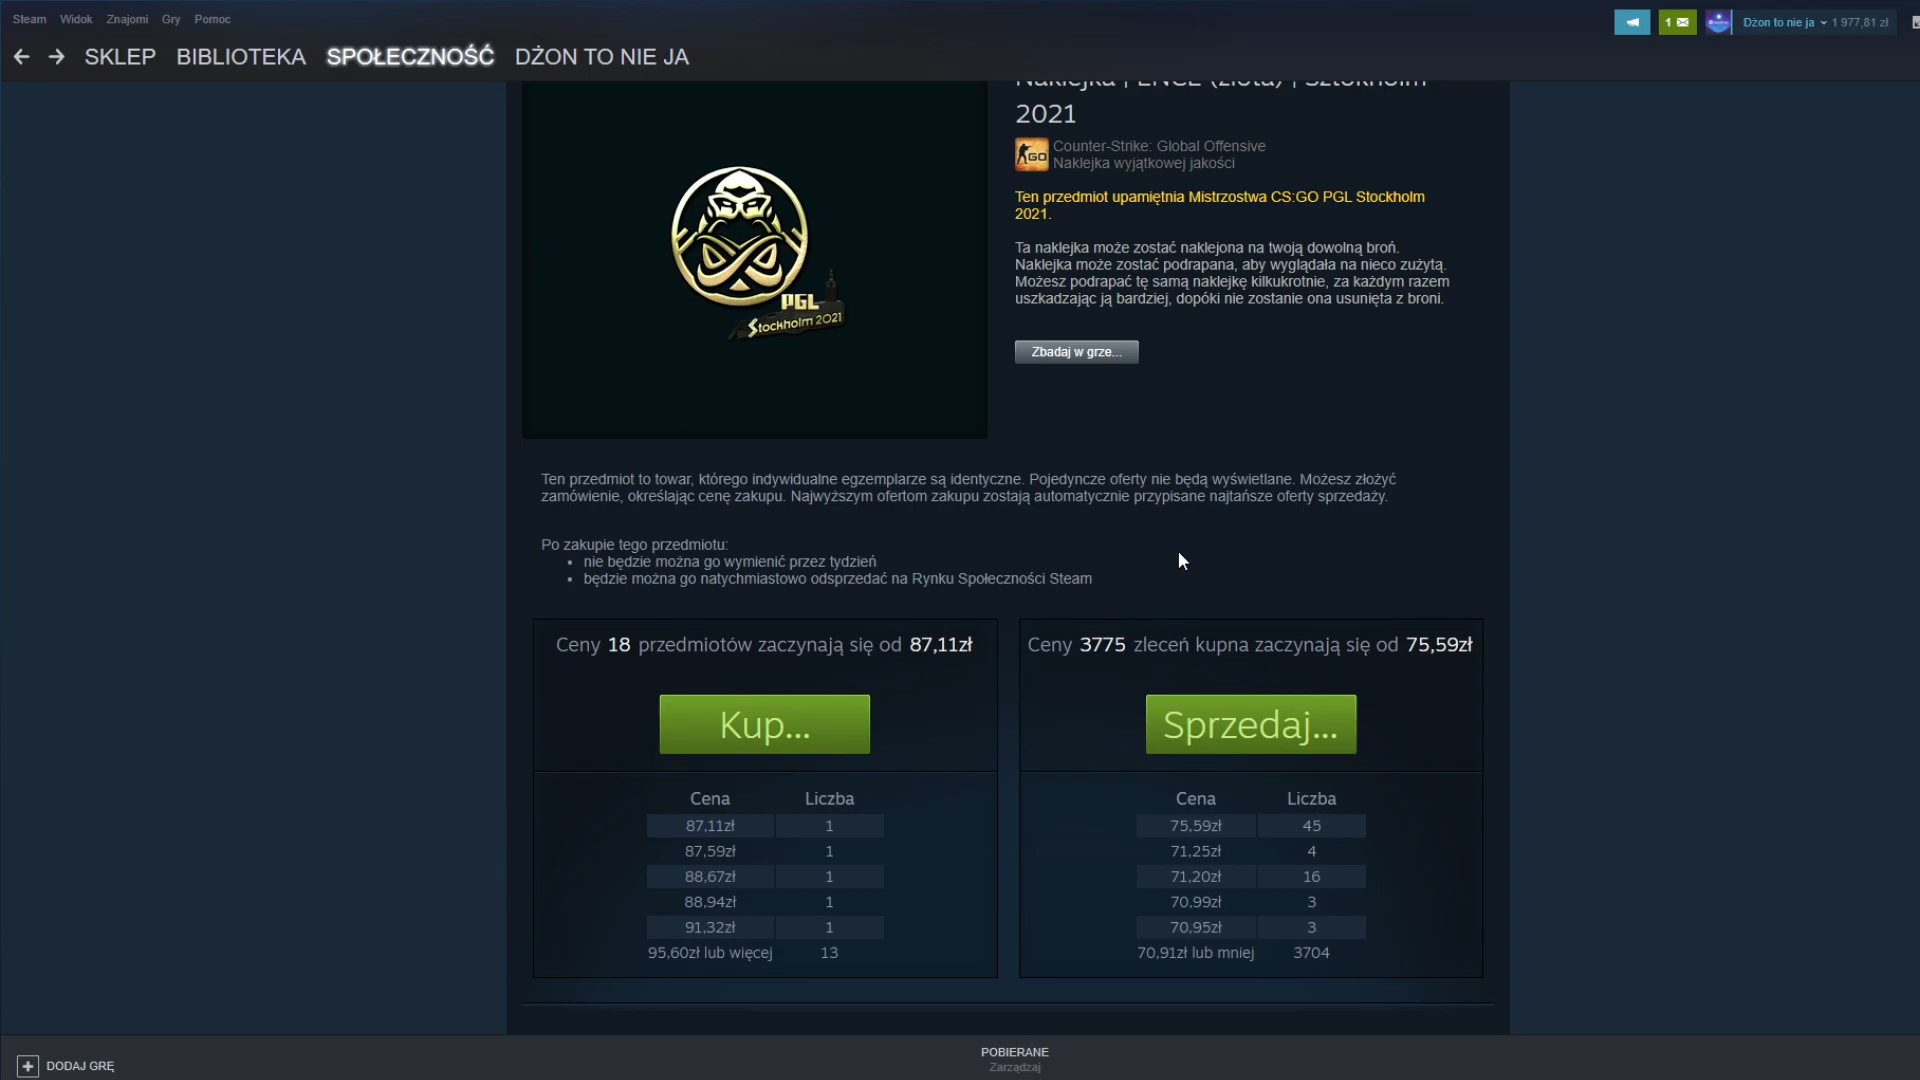 Steam Widok Znajomi Gry Pomoc
1
Dżon to nie ja 1 977,81 zł
SKLEP BIBLIOTEKA SPOŁECZNOŚĆ DŻON TO NIE JA
Naklejka | ENCE (złota) | Sztokholm
2021
GO
Counter-Strike: Global Offensive
Naklejka wyjątkowej jakości
Ten przedmiot upamiętnia Mistrzostwa CS:GO PGL Stockholm
2021.
Ta naklejka może zostać naklejona na twoją dowolną broń.
Naklejka może zostać podrapana, aby wyglądała na nieco zużytą.
Możesz podrapać tę samą naklejkę kilkukrotnie, za każdym razem
uszkadzając ją bardziej, dopóki nie zostanie ona usunięta z broni.
PGL
Stockholm 2021
Zbadaj w grze...
Ten przedmiot to towar, którego indywidualne egzemplarze są identyczne. Pojedyncze oferty nie będą wyświetlane. Możesz złożyć
zamówienie, określając cenę zakupu. Najwyższym ofertom zakupu zostają automatycznie przypisane najtańsze oferty sprzedaży.
Po zakupie tego przedmiotu:
• nie będzie można go wymienić przez tydzień
• będzie można go natychmiastowo odsprzedać na Rynku Społeczności Steam
Ceny 18 przedmiotów zaczynają się od 87,11zł
Kup...
Cena Liczba
87,11zł 1
87,59zł 1
88,67zł 1
88,94zł 1
91,32zł 1
95,60zł lub więcej 13
Ceny 3775 zleceń kupna zaczynają się od 75,59zł
Sprzedaj...
Cena Liczba
75,59zł 45
71,25zł 4
71,20zł 16
70,99zł 3
70,95zł 3
70,91zł lub mniej 3704
DODAJ GRĘ
POBIERANE
Zarządzaj